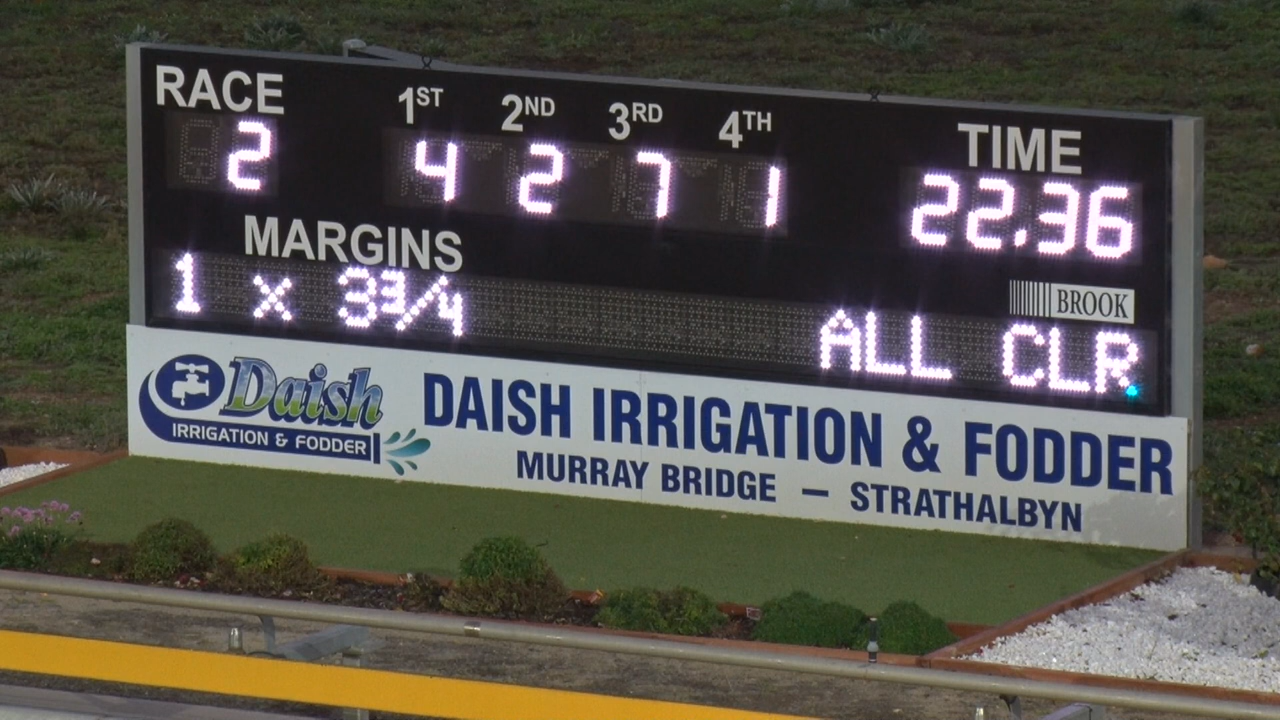 RACE 1ST 2ND 3RD 4TH TIME
2 4 2 7 1 22.36
MARGINS
BROOK
1 x 3¾ ALL CLR
Daish
IRRIGATION & FODDER
DAISH IRRIGATION & FODDER
MURRAY BRIDGE — STRATHALBYN